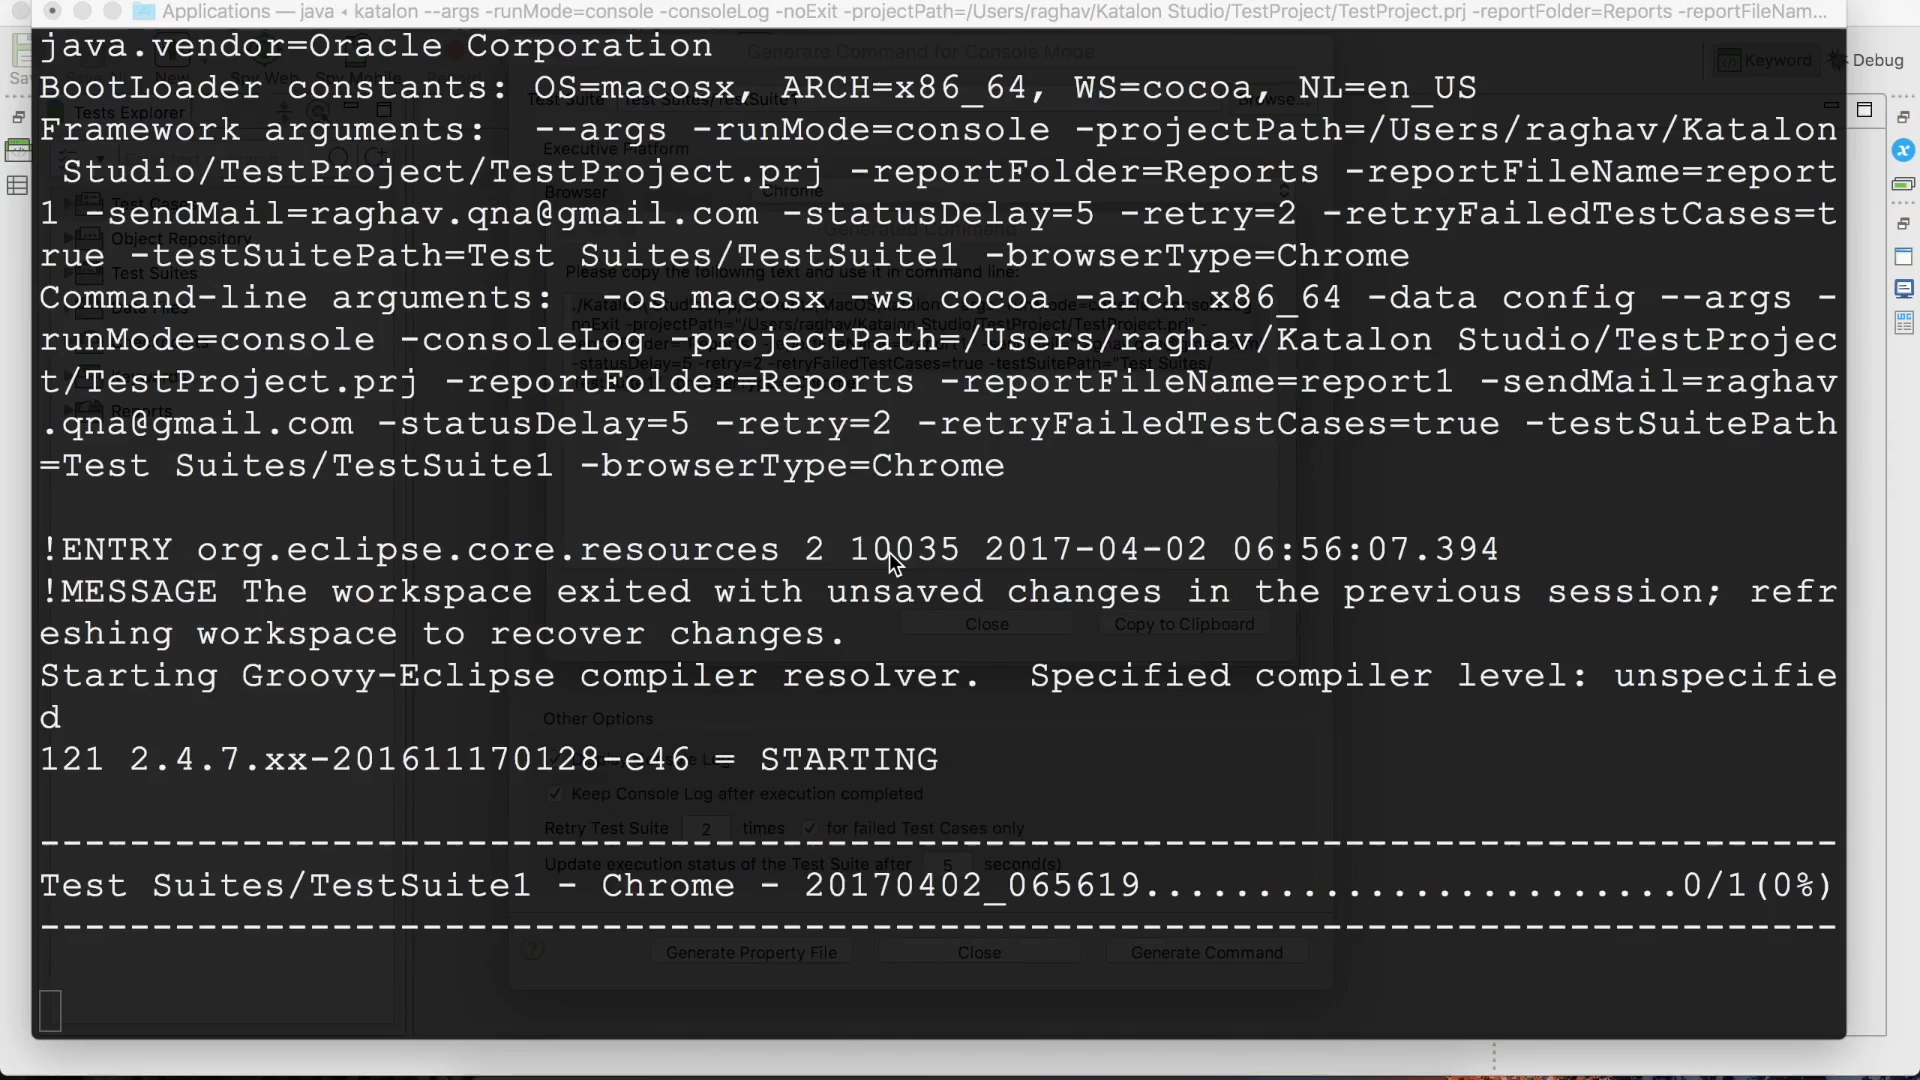 Applications — java ◂ katalon --args -runMode=console -consoleLog -noExit -projectPath=/Users/raghav/Katalon Studio/TestProject/TestProject.prj -reportFolder=Reports -reportFileNam...
java.vendor=Oracle Corporation
BootLoader constants: OS=macosx, ARCH=x86_64, WS=cocoa, NL=en_US
Framework arguments:  --args -runMode=console -projectPath=/Users/raghav/Katalon
 Studio/TestProject/TestProject.prj -reportFolder=Reports -reportFileName=report
1 -sendMail=raghav.qna@gmail.com -statusDelay=5 -retry=2 -retryFailedTestCases=t
rue -testSuitePath=Test Suites/TestSuite1 -browserType=Chrome
Command-line arguments:  -os macosx -ws cocoa -arch x86_64 -data config --args -
runMode=console -consoleLog -projectPath=/Users/raghav/Katalon Studio/TestProjec
t/TestProject.prj -reportFolder=Reports -reportFileName=report1 -sendMail=raghav
.qna@gmail.com -statusDelay=5 -retry=2 -retryFailedTestCases=true -testSuitePath
=Test Suites/TestSuite1 -browserType=Chrome
!ENTRY org.eclipse.core.resources 2 10035 2017-04-02 06:56:07.394
!MESSAGE The workspace exited with unsaved changes in the previous session; refr
eshing workspace to recover changes.
Starting Groovy-Eclipse compiler resolver.  Specified compiler level: unspecifie
d
121 2.4.7.xx-201611170128-e46 = STARTING
--------------------------------------------------------------------------------
Test Suites/TestSuite1 - Chrome - 20170402_065619........................0/1(0%)
--------------------------------------------------------------------------------
Generate Command for Console Mode
Keyword
Debug
Tests Explorer
Test Suite
Browse...
Executive Platform
Browser
Chrome
Object Repository
Test Suites
Reports
Generated Command
Please copy the following text and use it in command line:
Close
Copy to Clipboard
Other Options
Keep Console Log after execution completed
Retry Test Suite 2 times for failed Test Cases only
Update execution status of the Test Suite after 5 second(s)
Generate Property File
Close
Generate Command